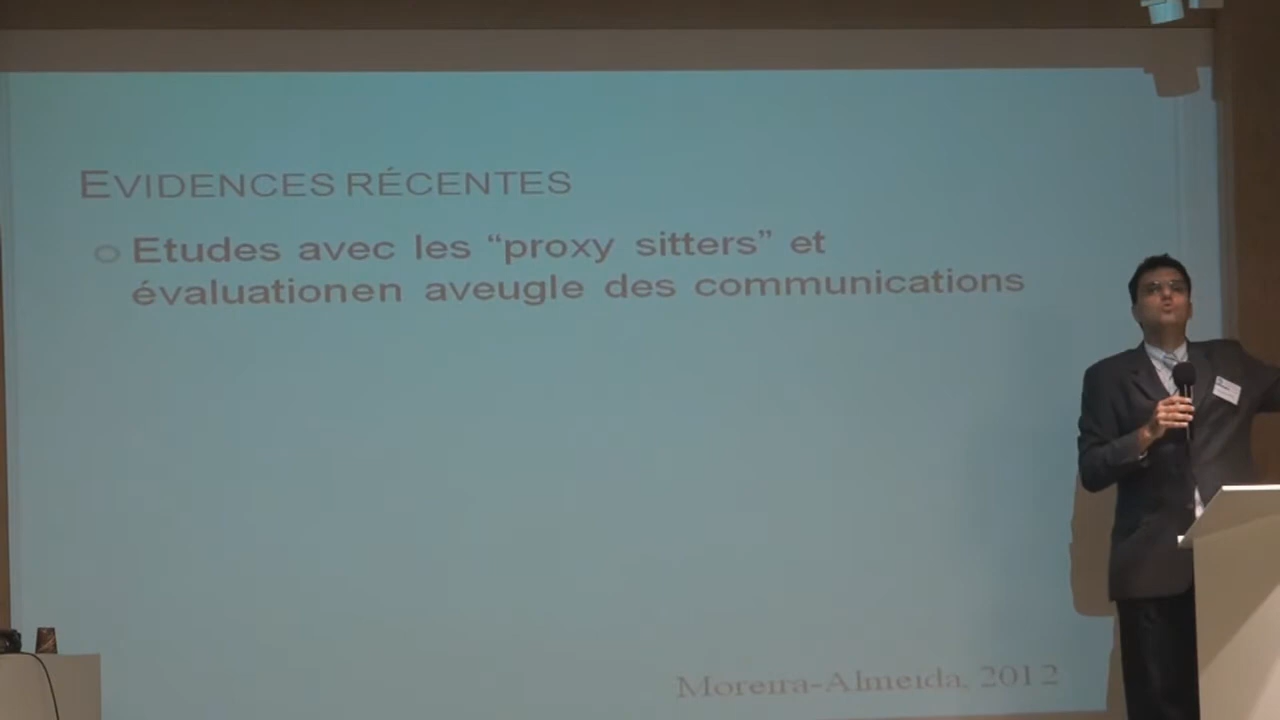 EVIDENCES RÉCENTES
Etudes avec les “proxy sitters” et
évaluationen aveugle des communications
Moreira-Almeida, 2012